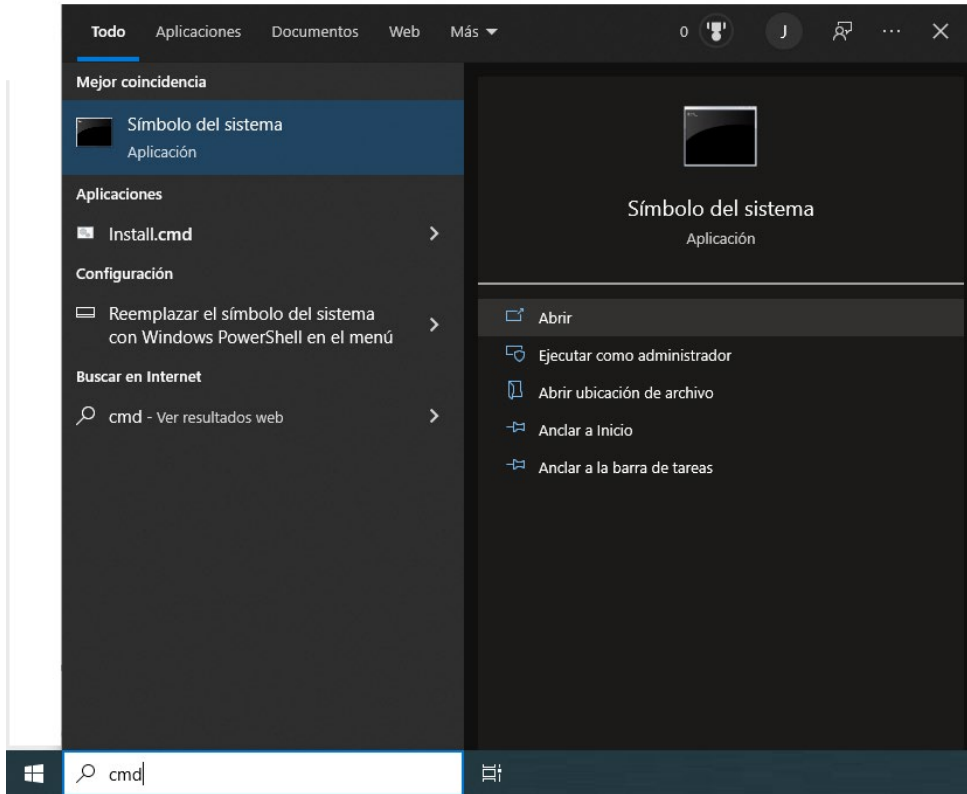 Todo Aplicaciones Documentos Web Más 0 J ...
Mejor coincidencia
Símbolo del sistema
Aplicación
Aplicaciones
Install.cmd
Configuración
Reemplazar el símbolo del sistema
con Windows PowerShell en el menú
Buscar en Internet
cmd - Ver resultados web
Símbolo del sistema
Aplicación
Abrir
Ejecutar como administrador
Abrir ubicación de archivo
Anclar a Inicio
Anclar a la barra de tareas
cmd